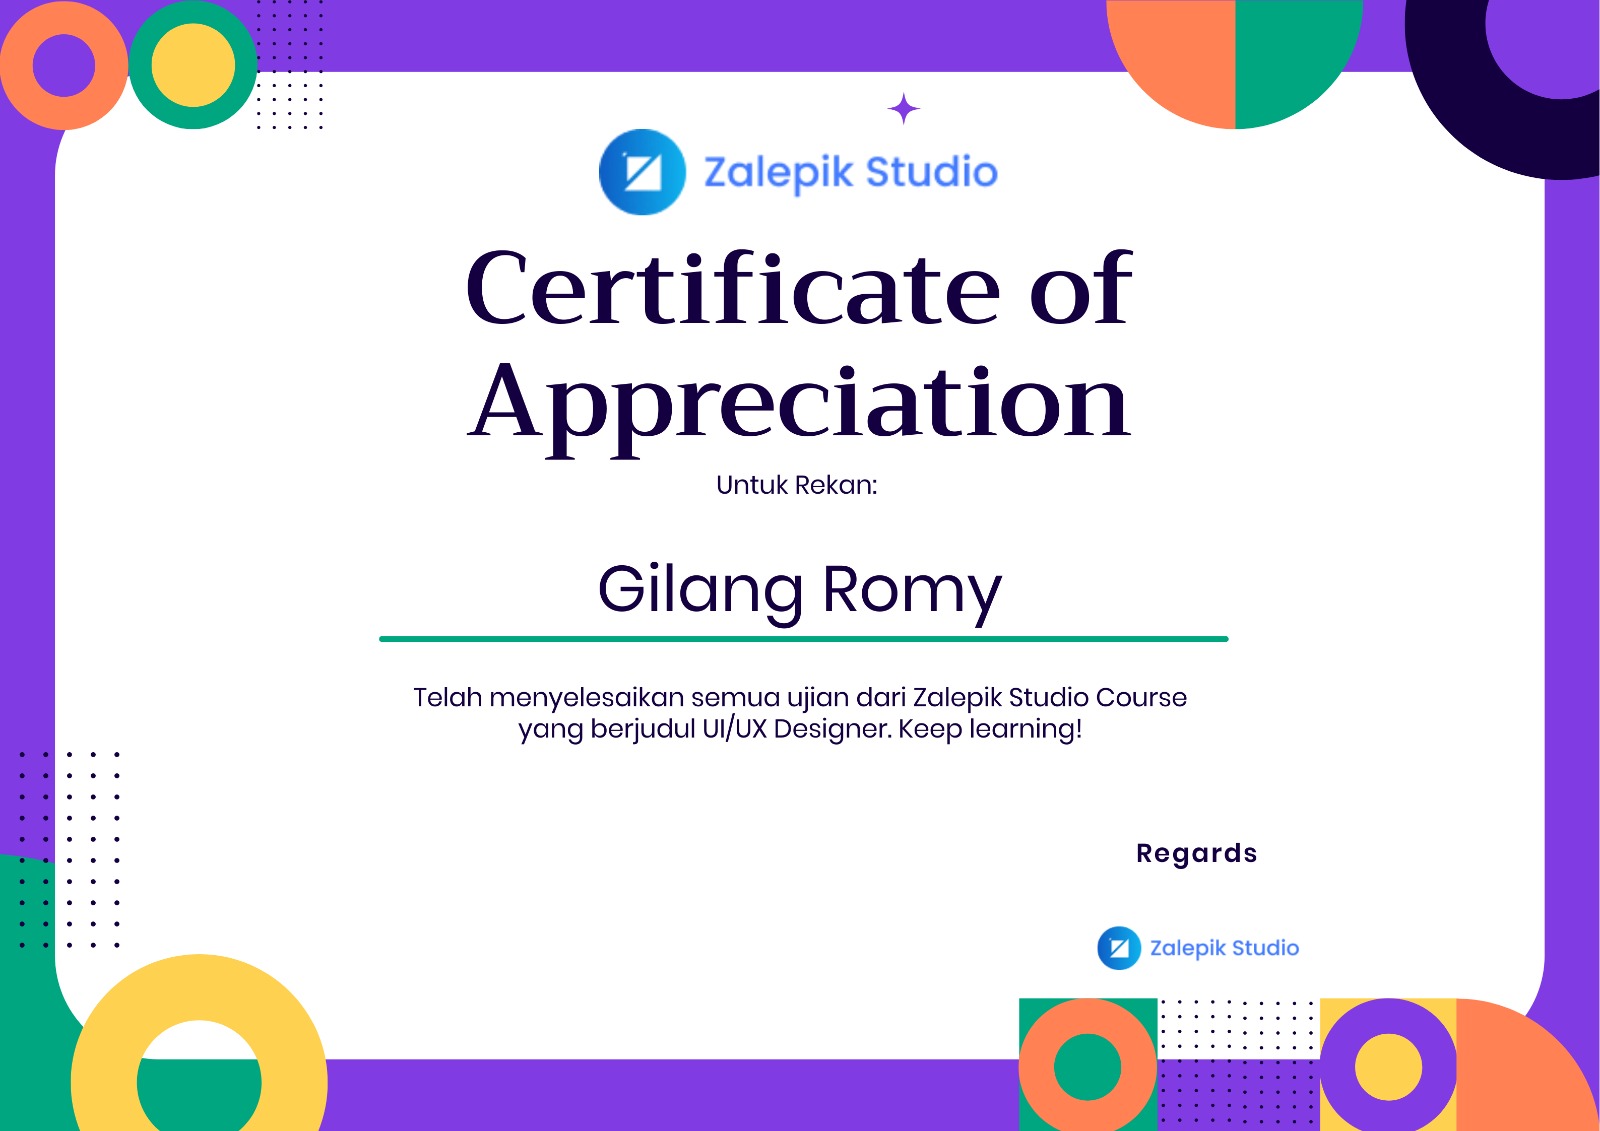 Zalepik Studio
Certificate of
Appreciation
Untuk Rekan:
Gilang Romy
Telah menyelesaikan semua ujian dari Zalepik Studio Course
yang berjudul UI/UX Designer. Keep learning!
Regards
Zalepik Studio